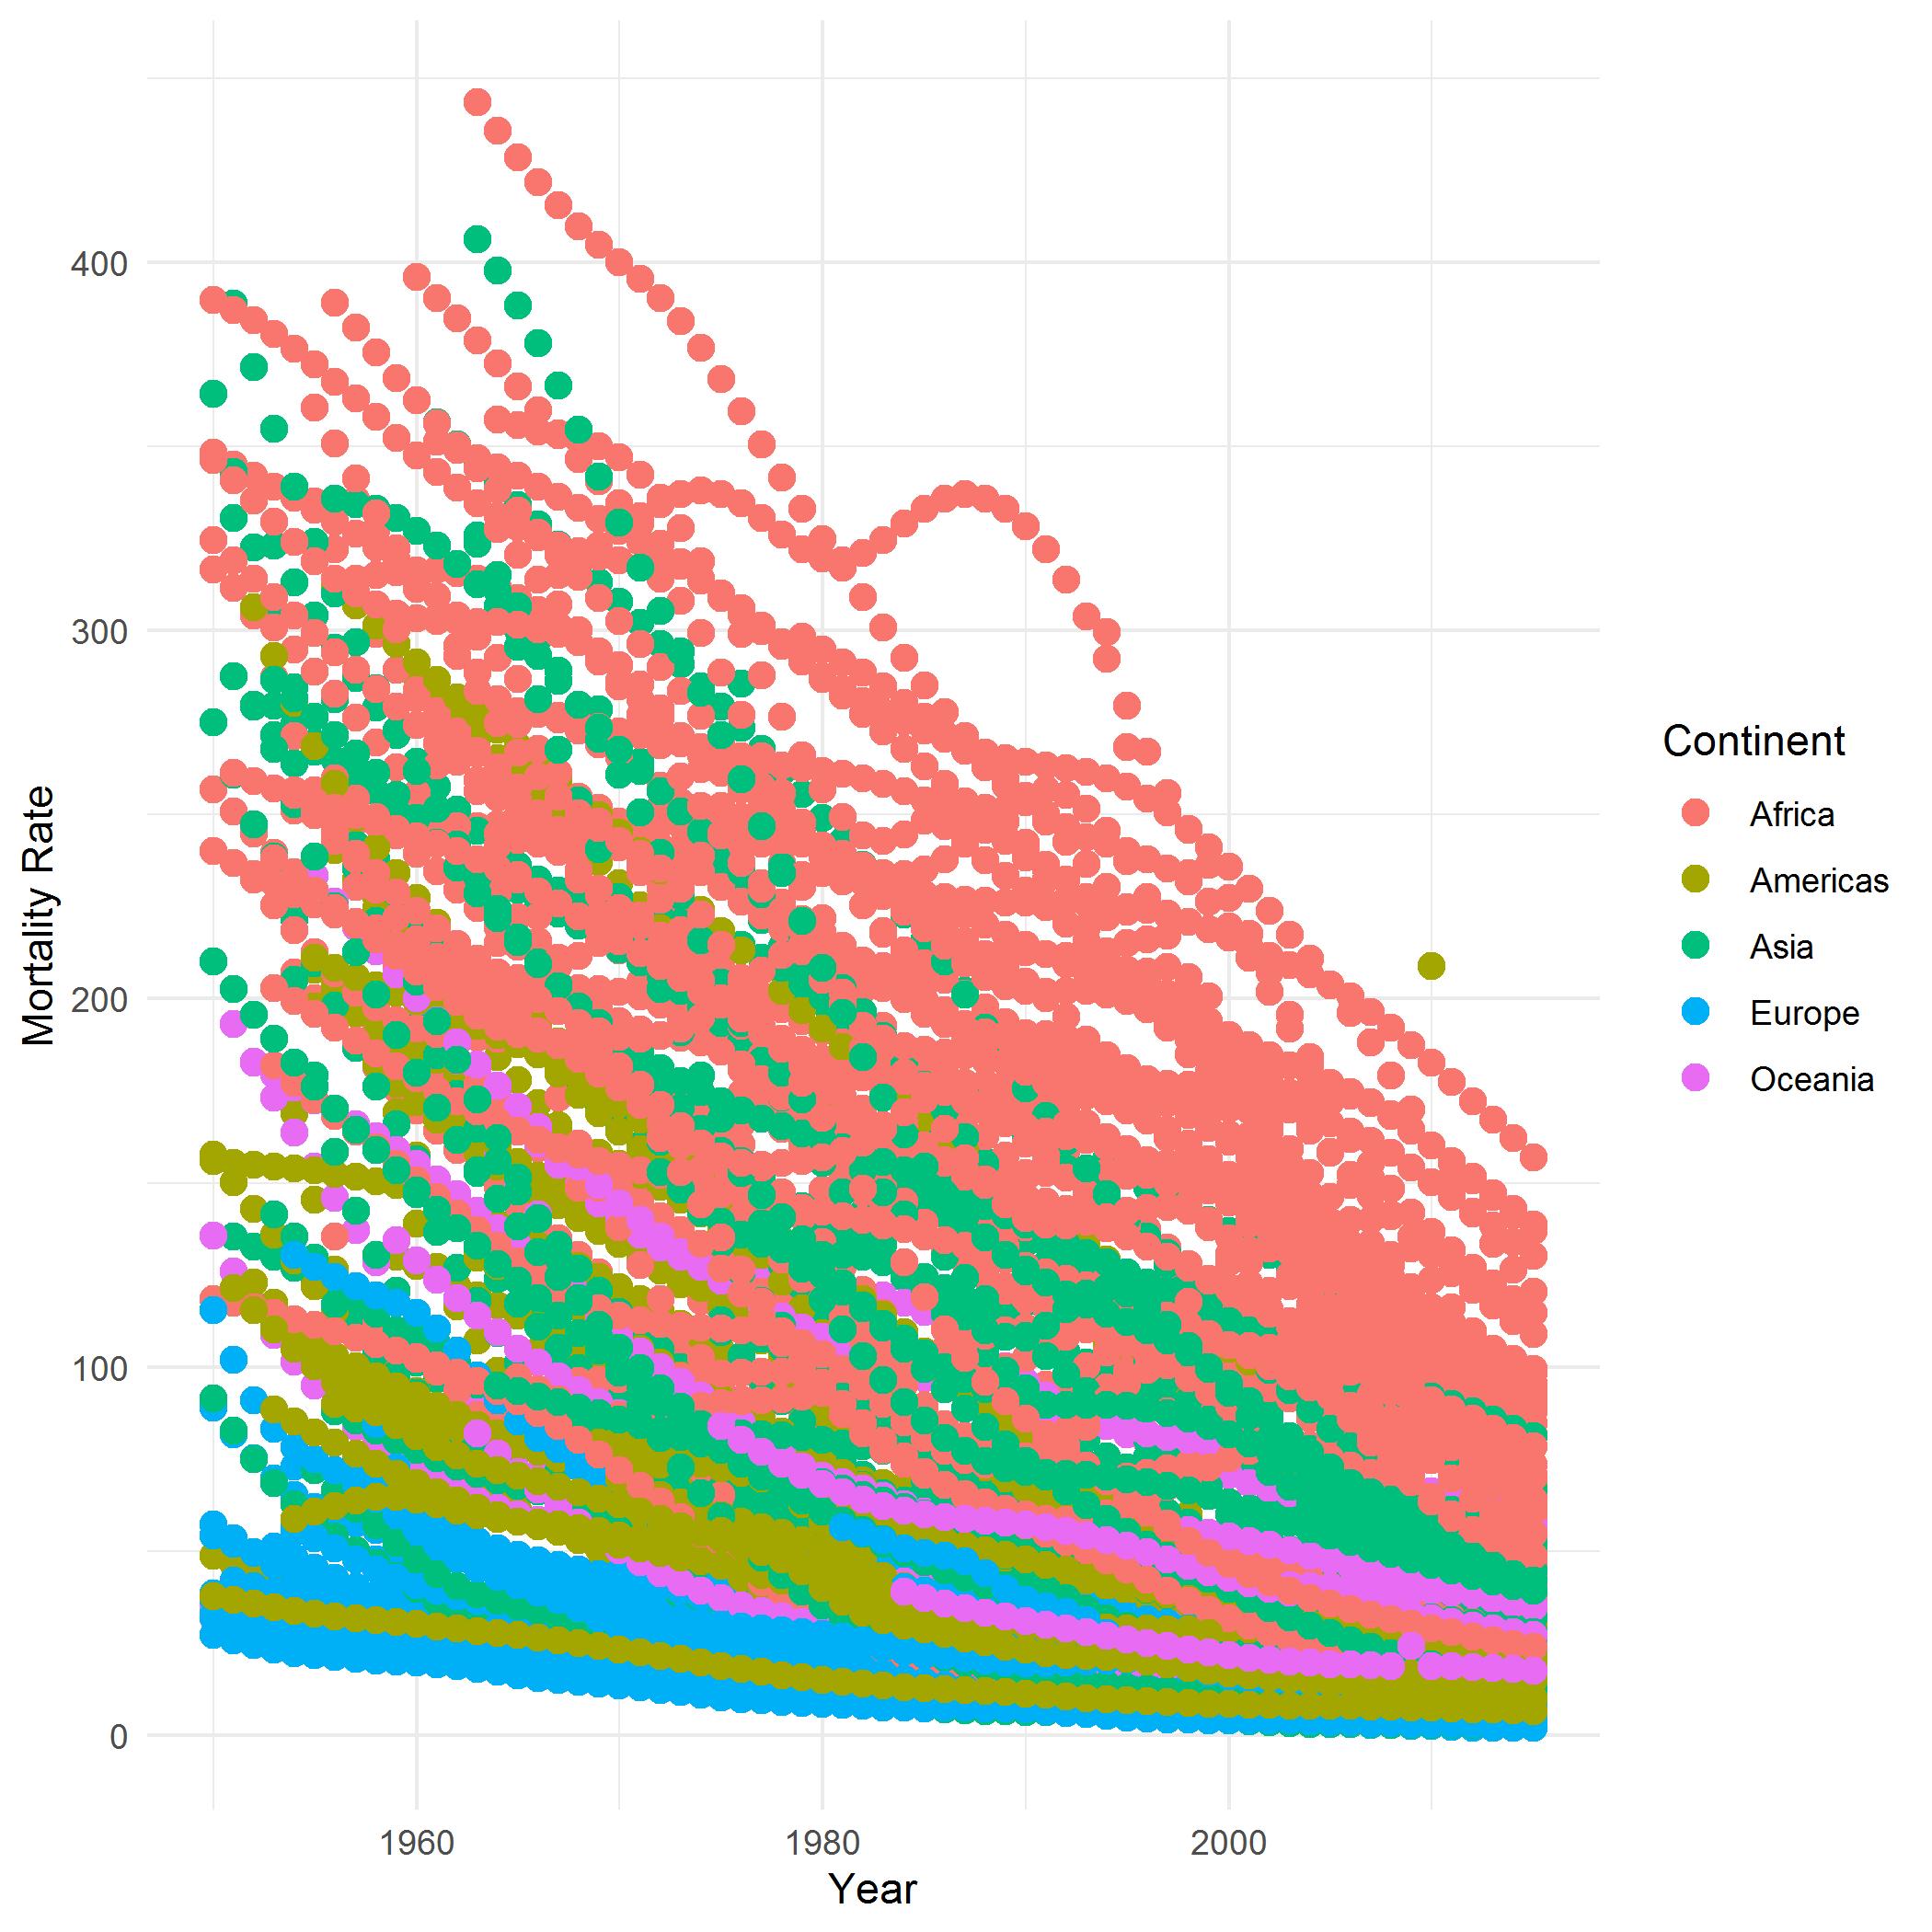 400
300
200
100
0
Mortality Rate
1960
1980
2000
Year
Continent
Africa
Americas
Asia
Europe
Oceania